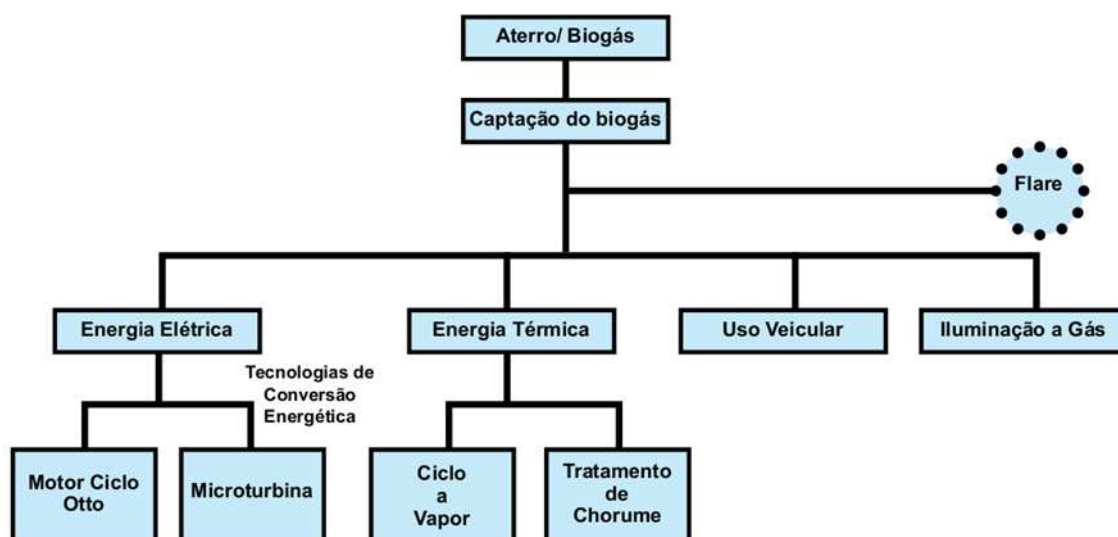 Aterro/ Biogás
Captação do biogás
Flare
Energia Elétrica
Energia Térmica
Uso Veicular
Iluminação a Gás
Tecnologias de
Conversão
Energética
Motor Ciclo
Otto
Microturbina
Ciclo
a
Vapor
Tratamento
de
Chorume